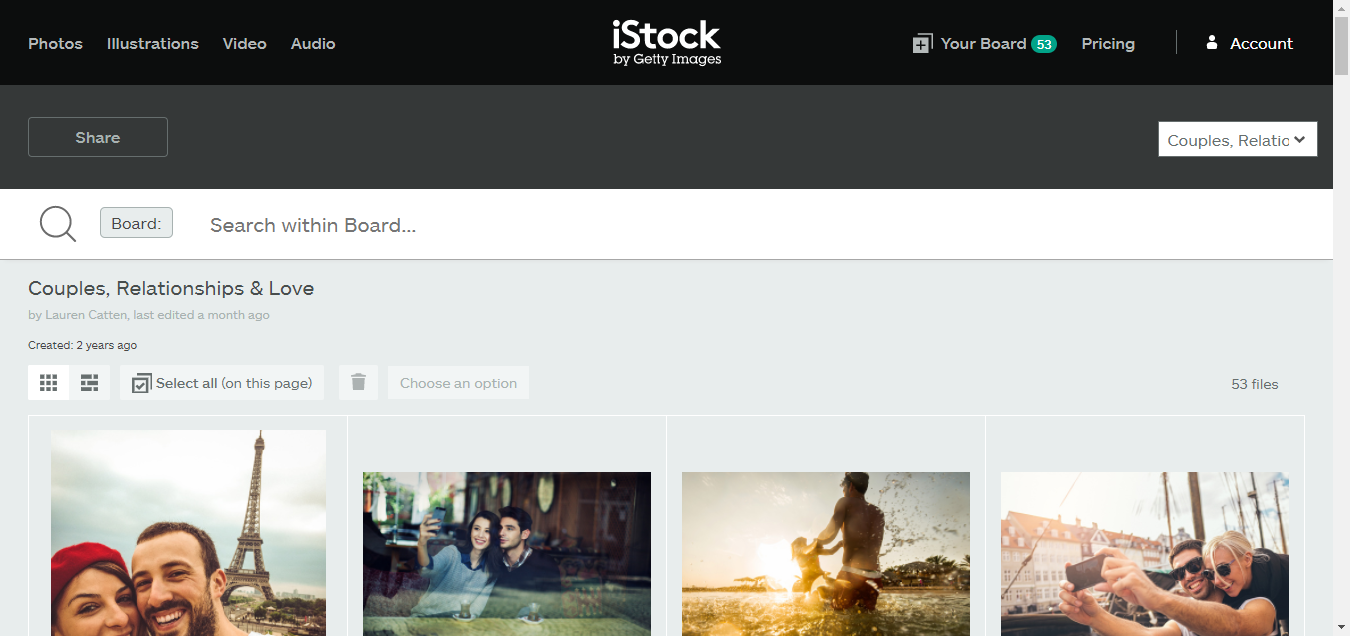 Photos Illustrations Video Audio
iStock
by Getty Images
Your Board 53 Pricing Account
Share
Couples, Relatio
Board: Search within Board...
Couples, Relationships & Love
by Lauren Catten, last edited a month ago
Created: 2 years ago
Select all (on this page) Choose an option 53 files